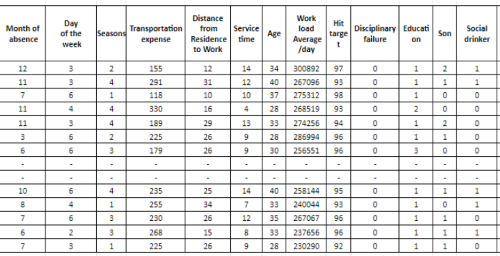 Month of absence Day of the week Seasons Transportation expense Distance from Residence to Work Service time Age Work load Average /day Hit targe t Disciplinary failure Educati on Son Social drinker
12 3 2 155 12 14 34 300892 97 0 1 2 1
11 3 4 291 31 12 40 267096 93 0 1 1 1
7 6 1 118 10 10 37 275312 98 0 1 0 0
11 4 4 330 16 4 28 268519 93 0 2 0 0
11 3 4 189 29 13 33 274256 94 0 1 2 0
3 6 2 225 26 9 28 286994 96 0 1 1 0
6 6 3 179 26 9 30 256551 96 0 3 0 0
- - - - - - - - - - - - -
- - - - - - - - - - - - -
10 6 4 235 25 14 40 258144 95 0 1 1 1
8 4 1 255 34 7 33 240044 93 0 1 0 1
7 6 3 230 26 12 35 267067 96 0 1 1 0
6 2 3 268 15 8 33 237656 96 0 1 1 1
7 3 1 225 26 9 28 230290 92 0 1 1 0